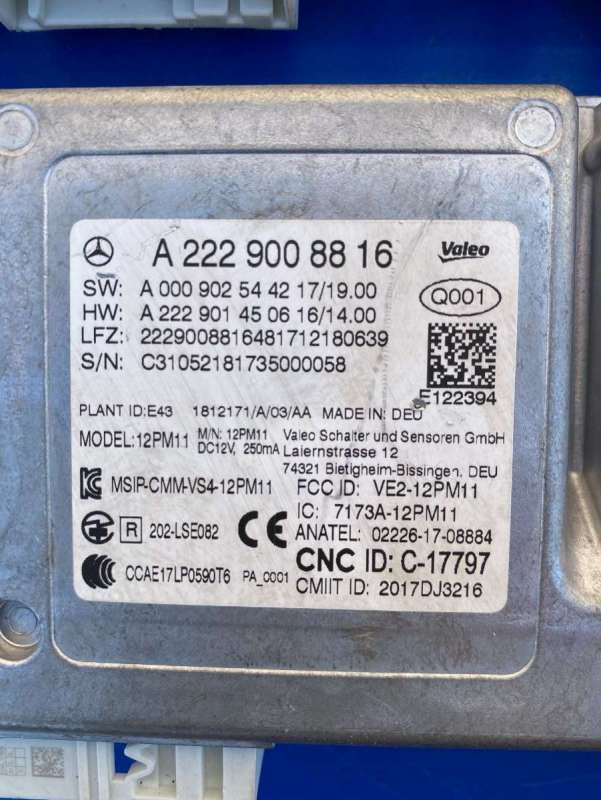 A 222 900 88 16
Valeo
SW: A 000 902 54 42 17/19.00
HW: A 222 901 45 06 16/14.00
Q001
LFZ: 2229008816481712180639
S/N: C31052181735000058
E122394
PLANT ID:E43 1812171/A/03/AA MADE IN: DEU
MODEL:12PM11 M/N: 12PM11 Valeo Schalter und Sensoren GmbH
DC12V, 250mA Laiernstrasse 12
74321 Bietigheim-Bissingen, DEU
MSIP-CMM-VS4-12PM11 FCC ID: VE2-12PM11
IC: 7173A-12PM11
R 202-LSE082 CE ANATEL: 02226-17-08884
CNC ID: C-17797
CCAE17LP0590T6 PA_0001 CMIIT ID: 2017DJ3216